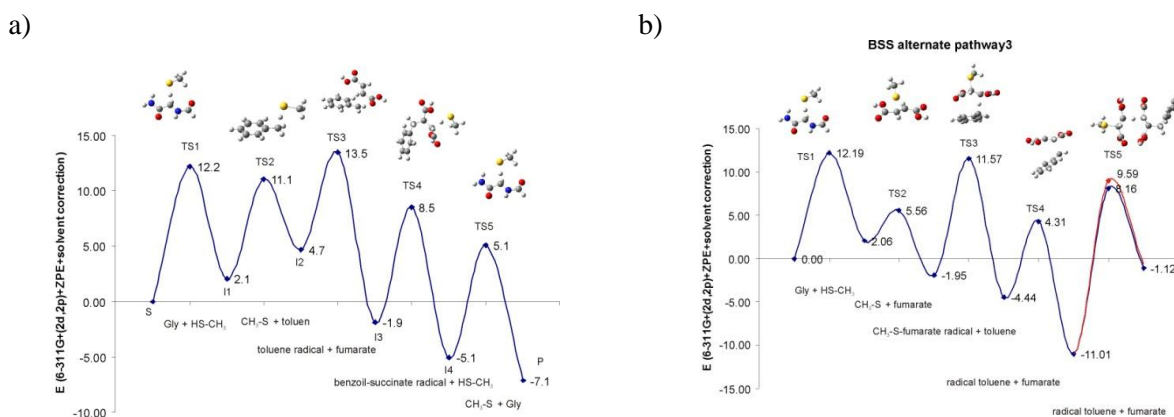 a)
E (6-311G+(2d,2p)+ZPE+solvent correction)
15.00
10.00
5.00
0.00
-5.00
-10.00
TS1
12.2
TS2
11.1
TS3
13.5
TS4
8.5
TS5
5.1
S
2.1
I1
4.7
I2
-1.9
I3
-5.1
I4
P
-7.1
Gly + HS-CH3
CH3-S + toluen
toluene radical + fumarate
benzoil-succinate radical + HS-CH3
CH3-S + Gly
b)
BSS alternate pathway3
E (6-311G+(2d,2p)+ZPE+solvent correction)
15.00
10.00
5.00
0.00
-5.00
-10.00
-15.00
TS1
12.19
TS2
5.56
TS3
11.57
TS4
4.31
TS5
9.59
8.16
0.00
2.06
-1.95
-4.44
-11.01
-1.12
Gly + HS-CH3
CH3-S + fumarate
CH3-S-fumarate radical + toluene
radical toluene + fumarate
radical toluene + fumarate